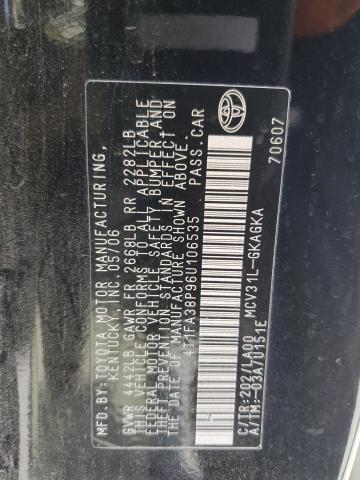 MFD. BY: TOYOTA MOTOR MANUFACTURING,
KENTUCKY, INC. 05/06
GVWR 4442LB GAWR FR 2668LB RR 2282LB
THIS VEHICLE CONFORMS TO ALL APPLICABLE
FEDERAL MOTOR VEHICLE SAFETY, BUMPER AND
THEFT PREVENTION STANDARDS IN EFFECT ON
THE DATE OF MANUFACTURE SHOWN ABOVE.
4T1FA38P96U106535 PASS. CAR
C/TR:202/LA00 MCV31L-GKAGKA
A/TM:-03A/U151E 70607
TOYOTA